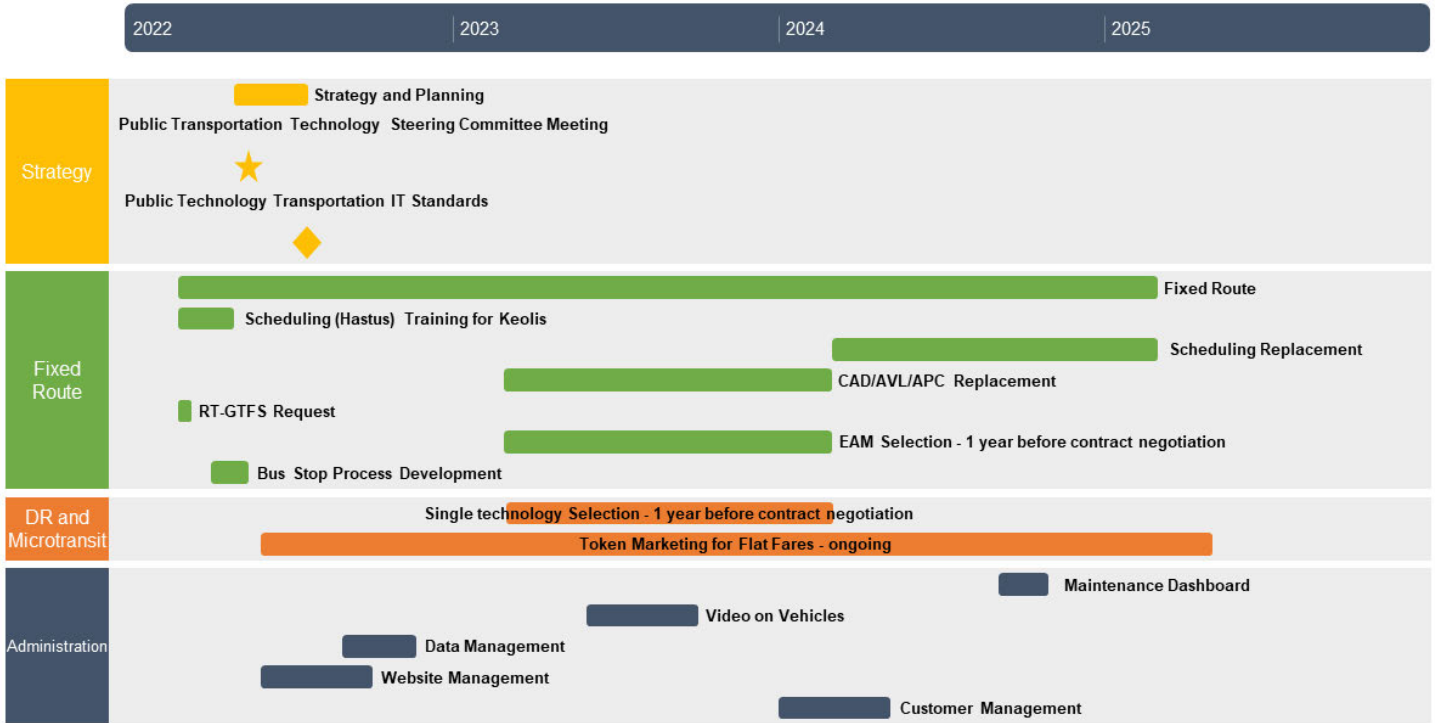 2022 2023 2024 2025
Strategy
Strategy and Planning
Public Transportation Technology Steering Committee Meeting
Public Technology Transportation IT Standards
Fixed
Route
Fixed Route
Scheduling (Hastus) Training for Keolis
Scheduling Replacement
CAD/AVL/APC Replacement
RT-GTFS Request
EAM Selection - 1 year before contract negotiation
Bus Stop Process Development
DR and
Microtransit
Single technology Selection - 1 year before contract negotiation
Token Marketing for Flat Fares - ongoing
Administration
Maintenance Dashboard
Video on Vehicles
Data Management
Website Management
Customer Management